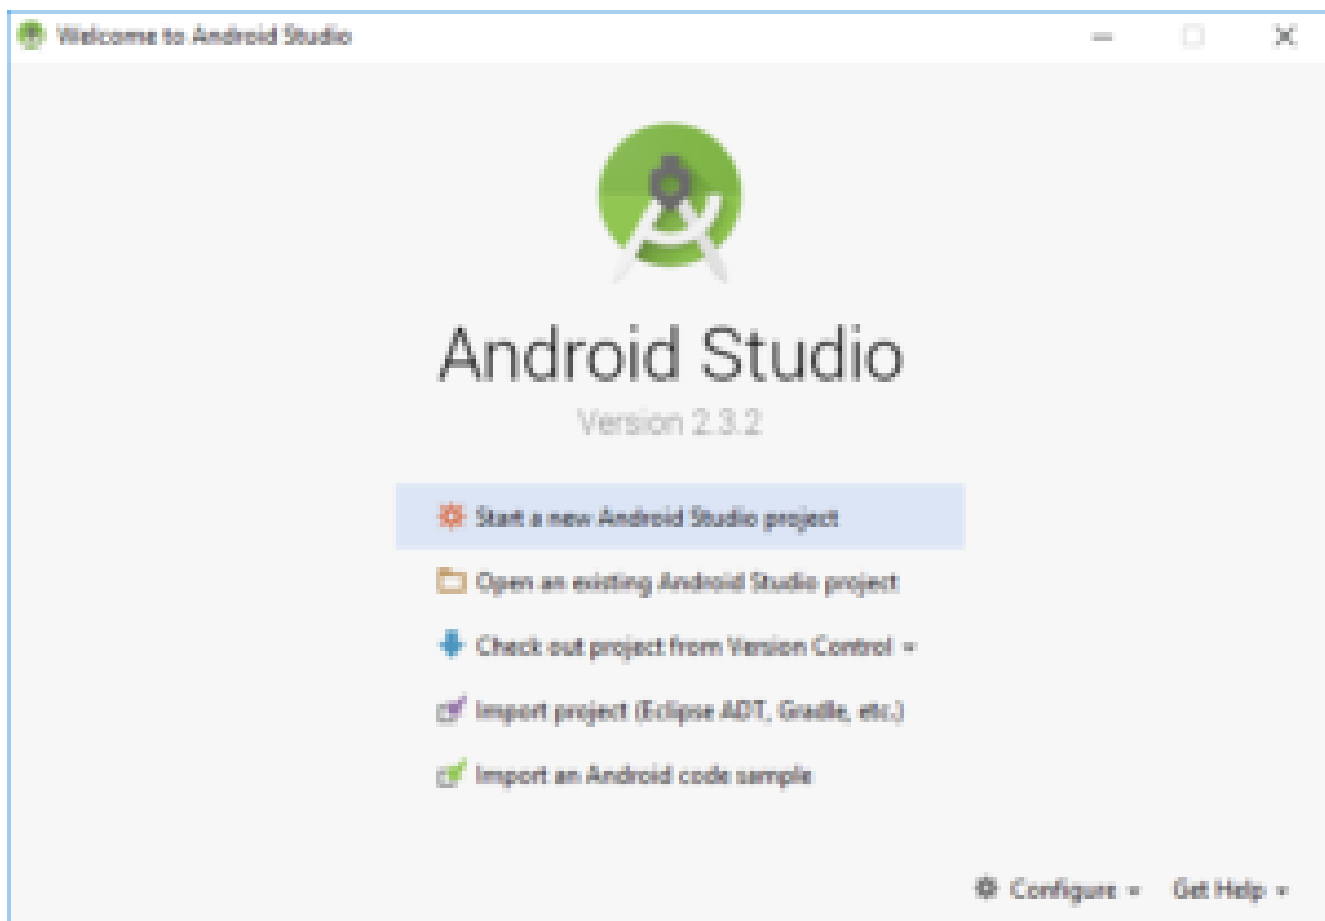 Welcome to Android Studio
Android Studio
Version 2.3.2
Start a new Android Studio project
Open an existing Android Studio project
Check out project from Version Control
Import project (Eclipse ADT, Gradle, etc.)
Import an Android code sample
Configure
Get Help